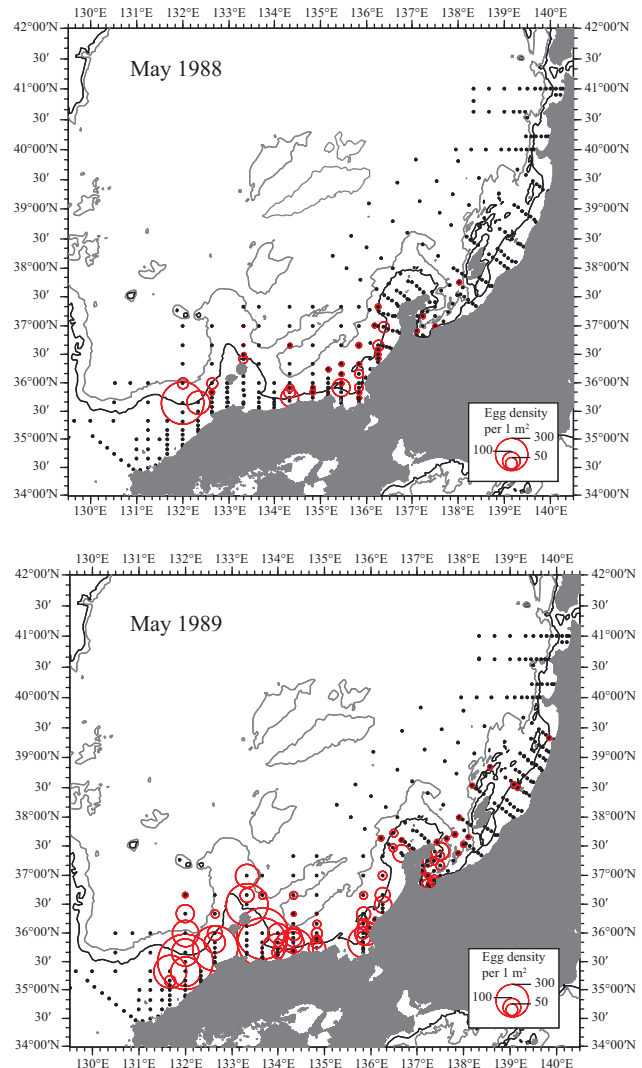 130°E 131°E 132°E 133°E 134°E 135°E 136°E 137°E 138°E 139°E 140°E
42°00′N 42°00′N
30′ 30′
May 1988
41°00′N 41°00′N
30′ 30′
40°00′N 40°00′N
30′ 30′
39°00′N 39°00′N
30′ 30′
38°00′N 38°00′N
30′ 30′
37°00′N 37°00′N
30′ 30′
36°00′N 36°00′N
30′ 30′
Egg density
per 1 m²
300
100
50
35°00′N 35°00′N
30′ 30′
34°00′N 34°00′N
130°E 131°E 132°E 133°E 134°E 135°E 136°E 137°E 138°E 139°E 140°E
130°E 131°E 132°E 133°E 134°E 135°E 136°E 137°E 138°E 139°E 140°E
42°00′N 42°00′N
30′ 30′
May 1989
41°00′N 41°00′N
30′ 30′
40°00′N 40°00′N
30′ 30′
39°00′N 39°00′N
30′ 30′
38°00′N 38°00′N
30′ 30′
37°00′N 37°00′N
30′ 30′
36°00′N 36°00′N
30′ 30′
Egg density
per 1 m²
300
100
50
35°00′N 35°00′N
30′ 30′
34°00′N 34°00′N
130°E 131°E 132°E 133°E 134°E 135°E 136°E 137°E 138°E 139°E 140°E